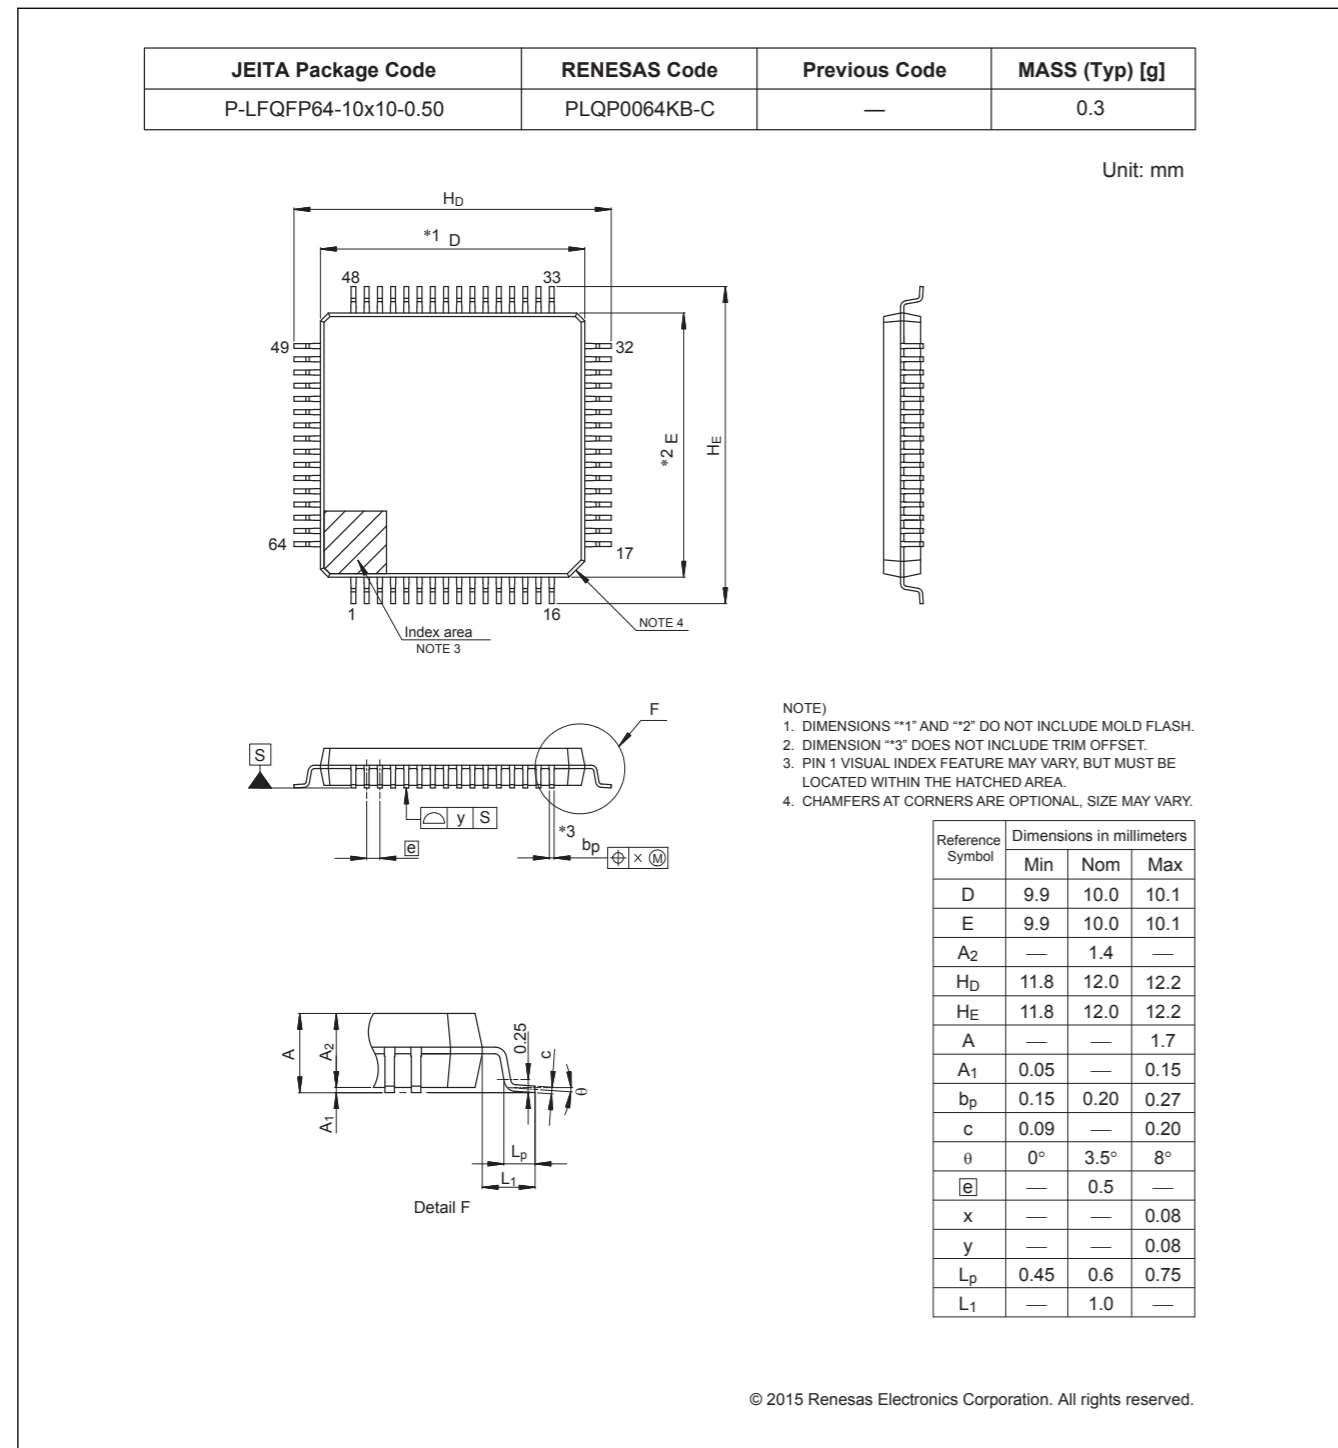 JEITA Package Code RENESAS Code Previous Code MASS (Typ) [g]
P-LFQFP64-10x10-0.50 PLQP0064KB-C — 0.3
Unit: mm
HD
*1 D
48 33
49 32
*2 E
HE
64 17
1 16
Index area
NOTE 3
NOTE 4
F
S
y S
e
*3
bp
x M
NOTE)
1. DIMENSIONS “*1” AND “*2” DO NOT INCLUDE MOLD FLASH.
2. DIMENSION “*3” DOES NOT INCLUDE TRIM OFFSET.
3. PIN 1 VISUAL INDEX FEATURE MAY VARY, BUT MUST BE
LOCATED WITHIN THE HATCHED AREA.
4. CHAMFERS AT CORNERS ARE OPTIONAL, SIZE MAY VARY.
Reference Symbol Dimensions in millimeters
Min Nom Max
D 9.9 10.0 10.1
E 9.9 10.0 10.1
A2 — 1.4 —
HD 11.8 12.0 12.2
HE 11.8 12.0 12.2
A — — 1.7
A1 0.05 — 0.15
bp 0.15 0.20 0.27
c 0.09 — 0.20
θ 0° 3.5° 8°
e — 0.5 —
x — — 0.08
y — — 0.08
Lp 0.45 0.6 0.75
L1 — 1.0 —
A
A2
A1
0.25
c
θ
Lp
L1
Detail F
© 2015 Renesas Electronics Corporation. All rights reserved.